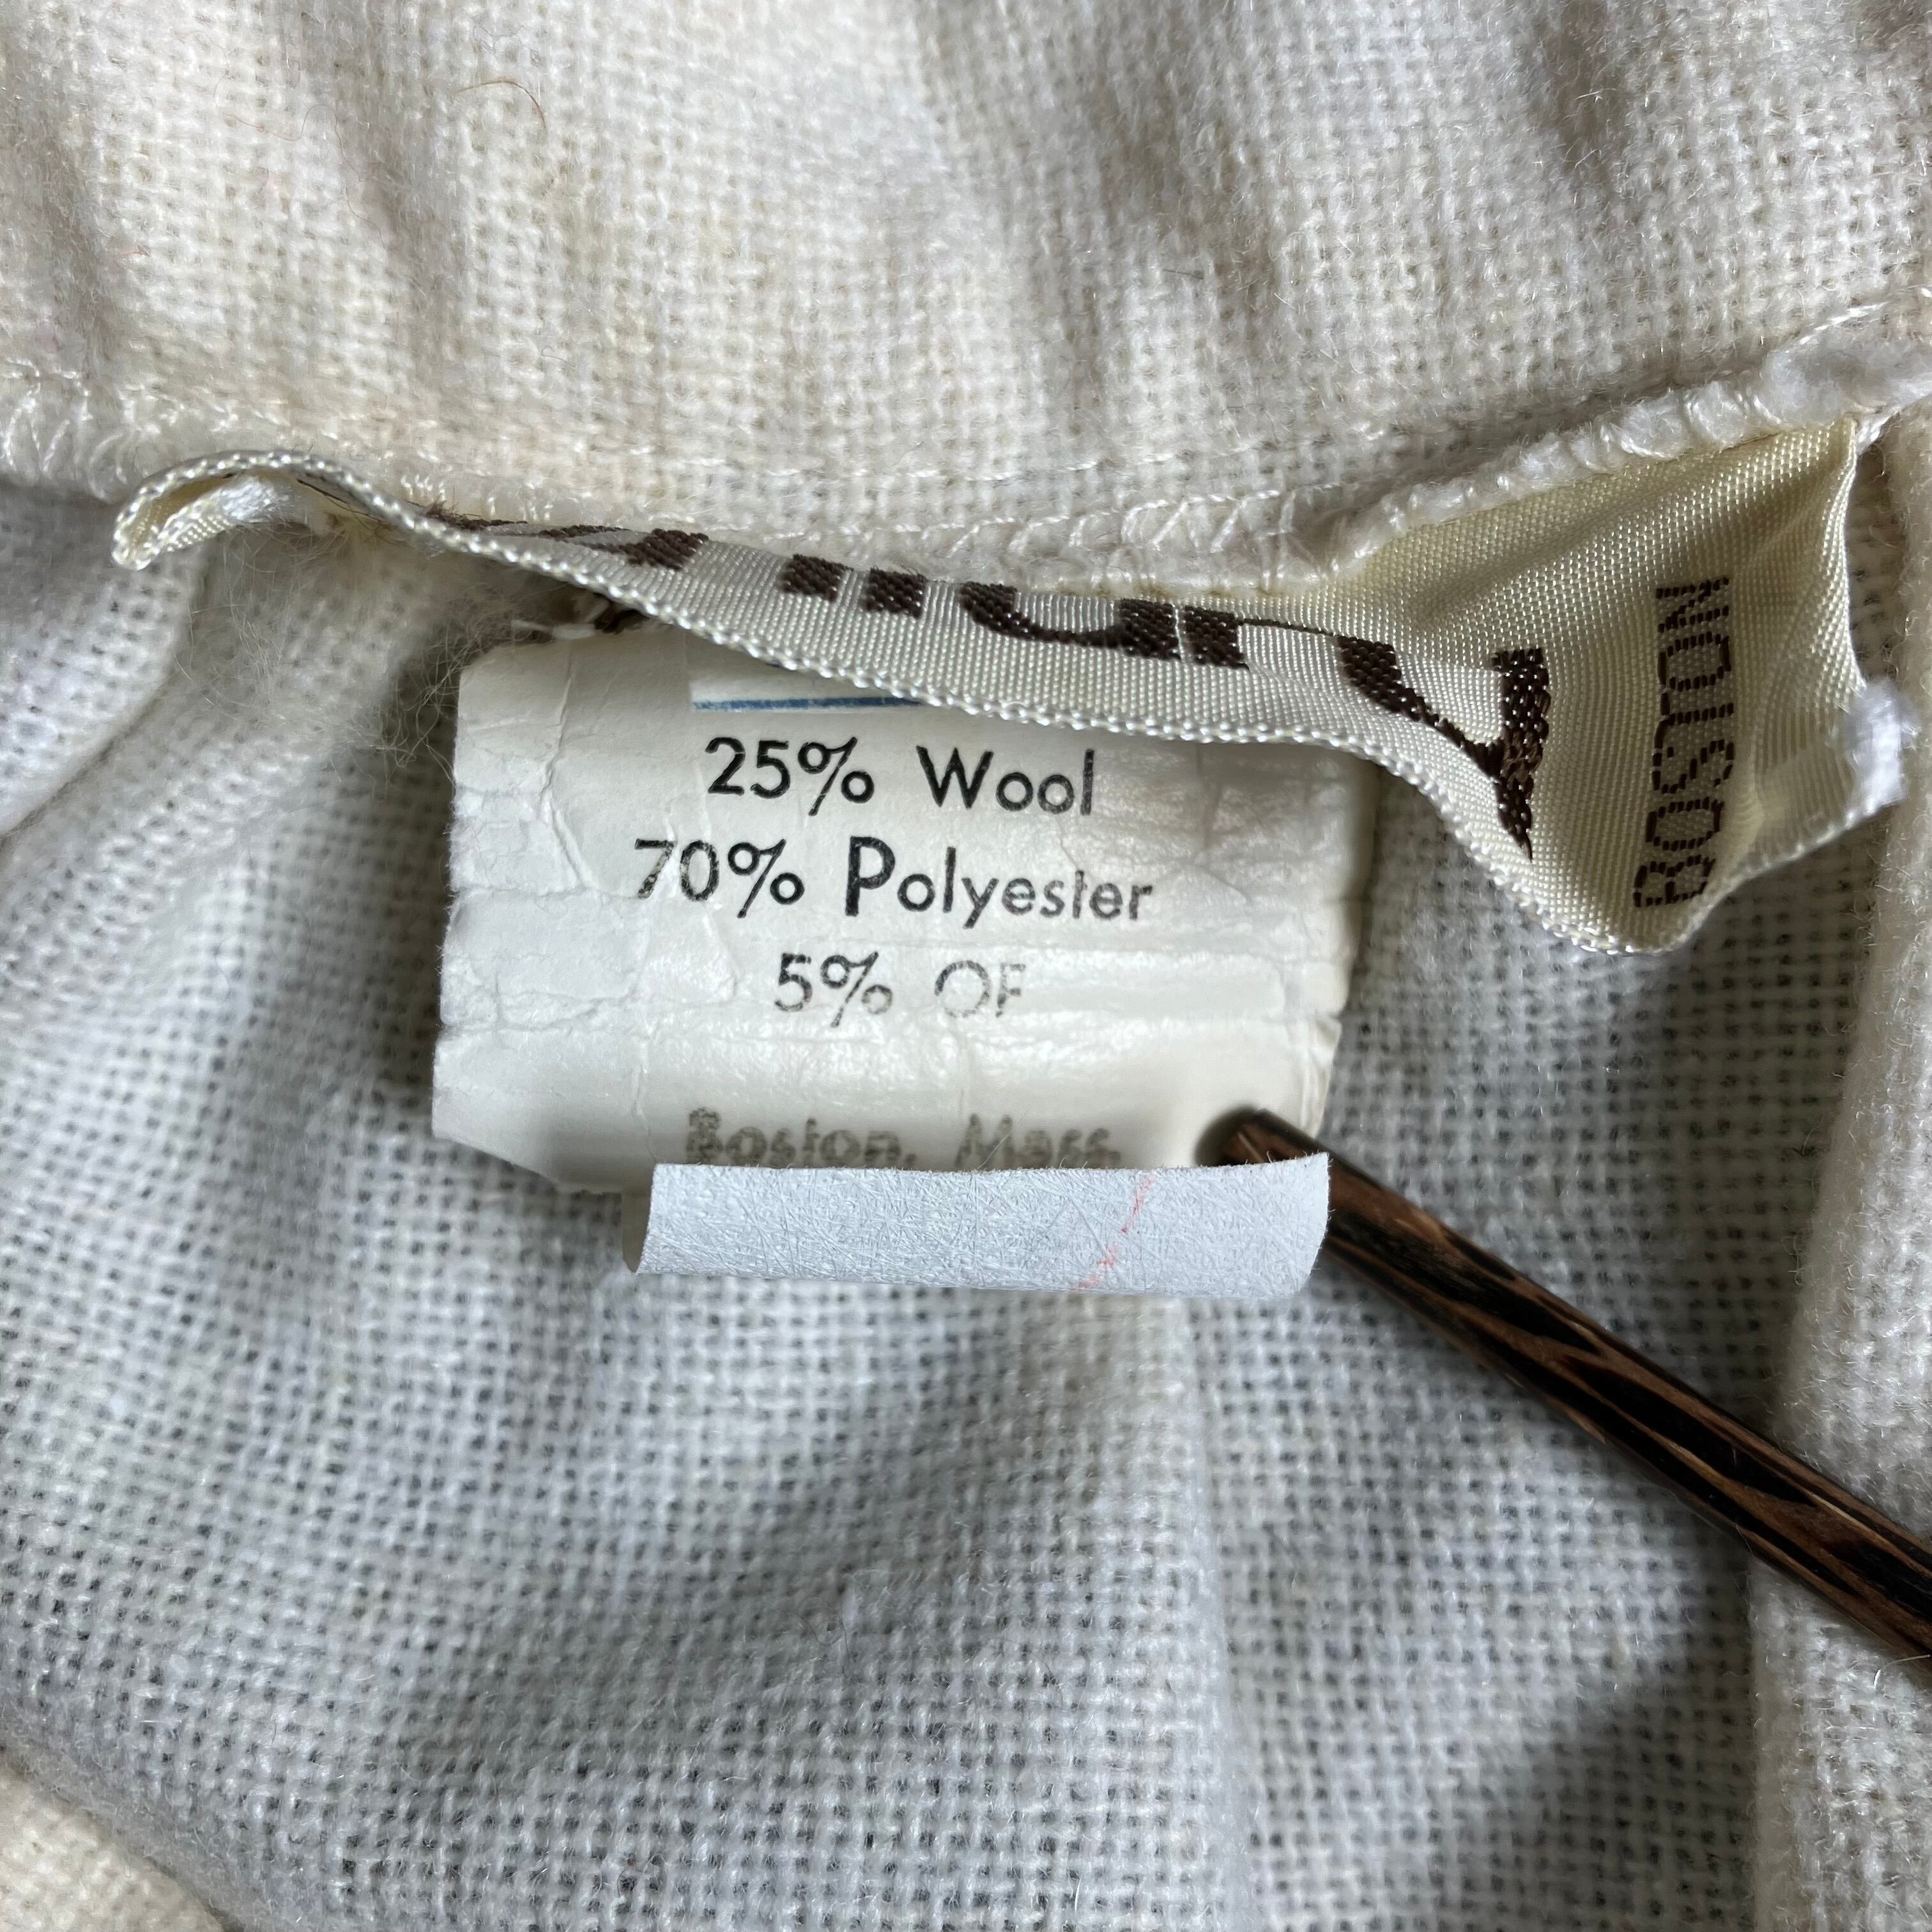 BOSTON
25% Wool
70% Polyester
5% OF
Boston, Mass.